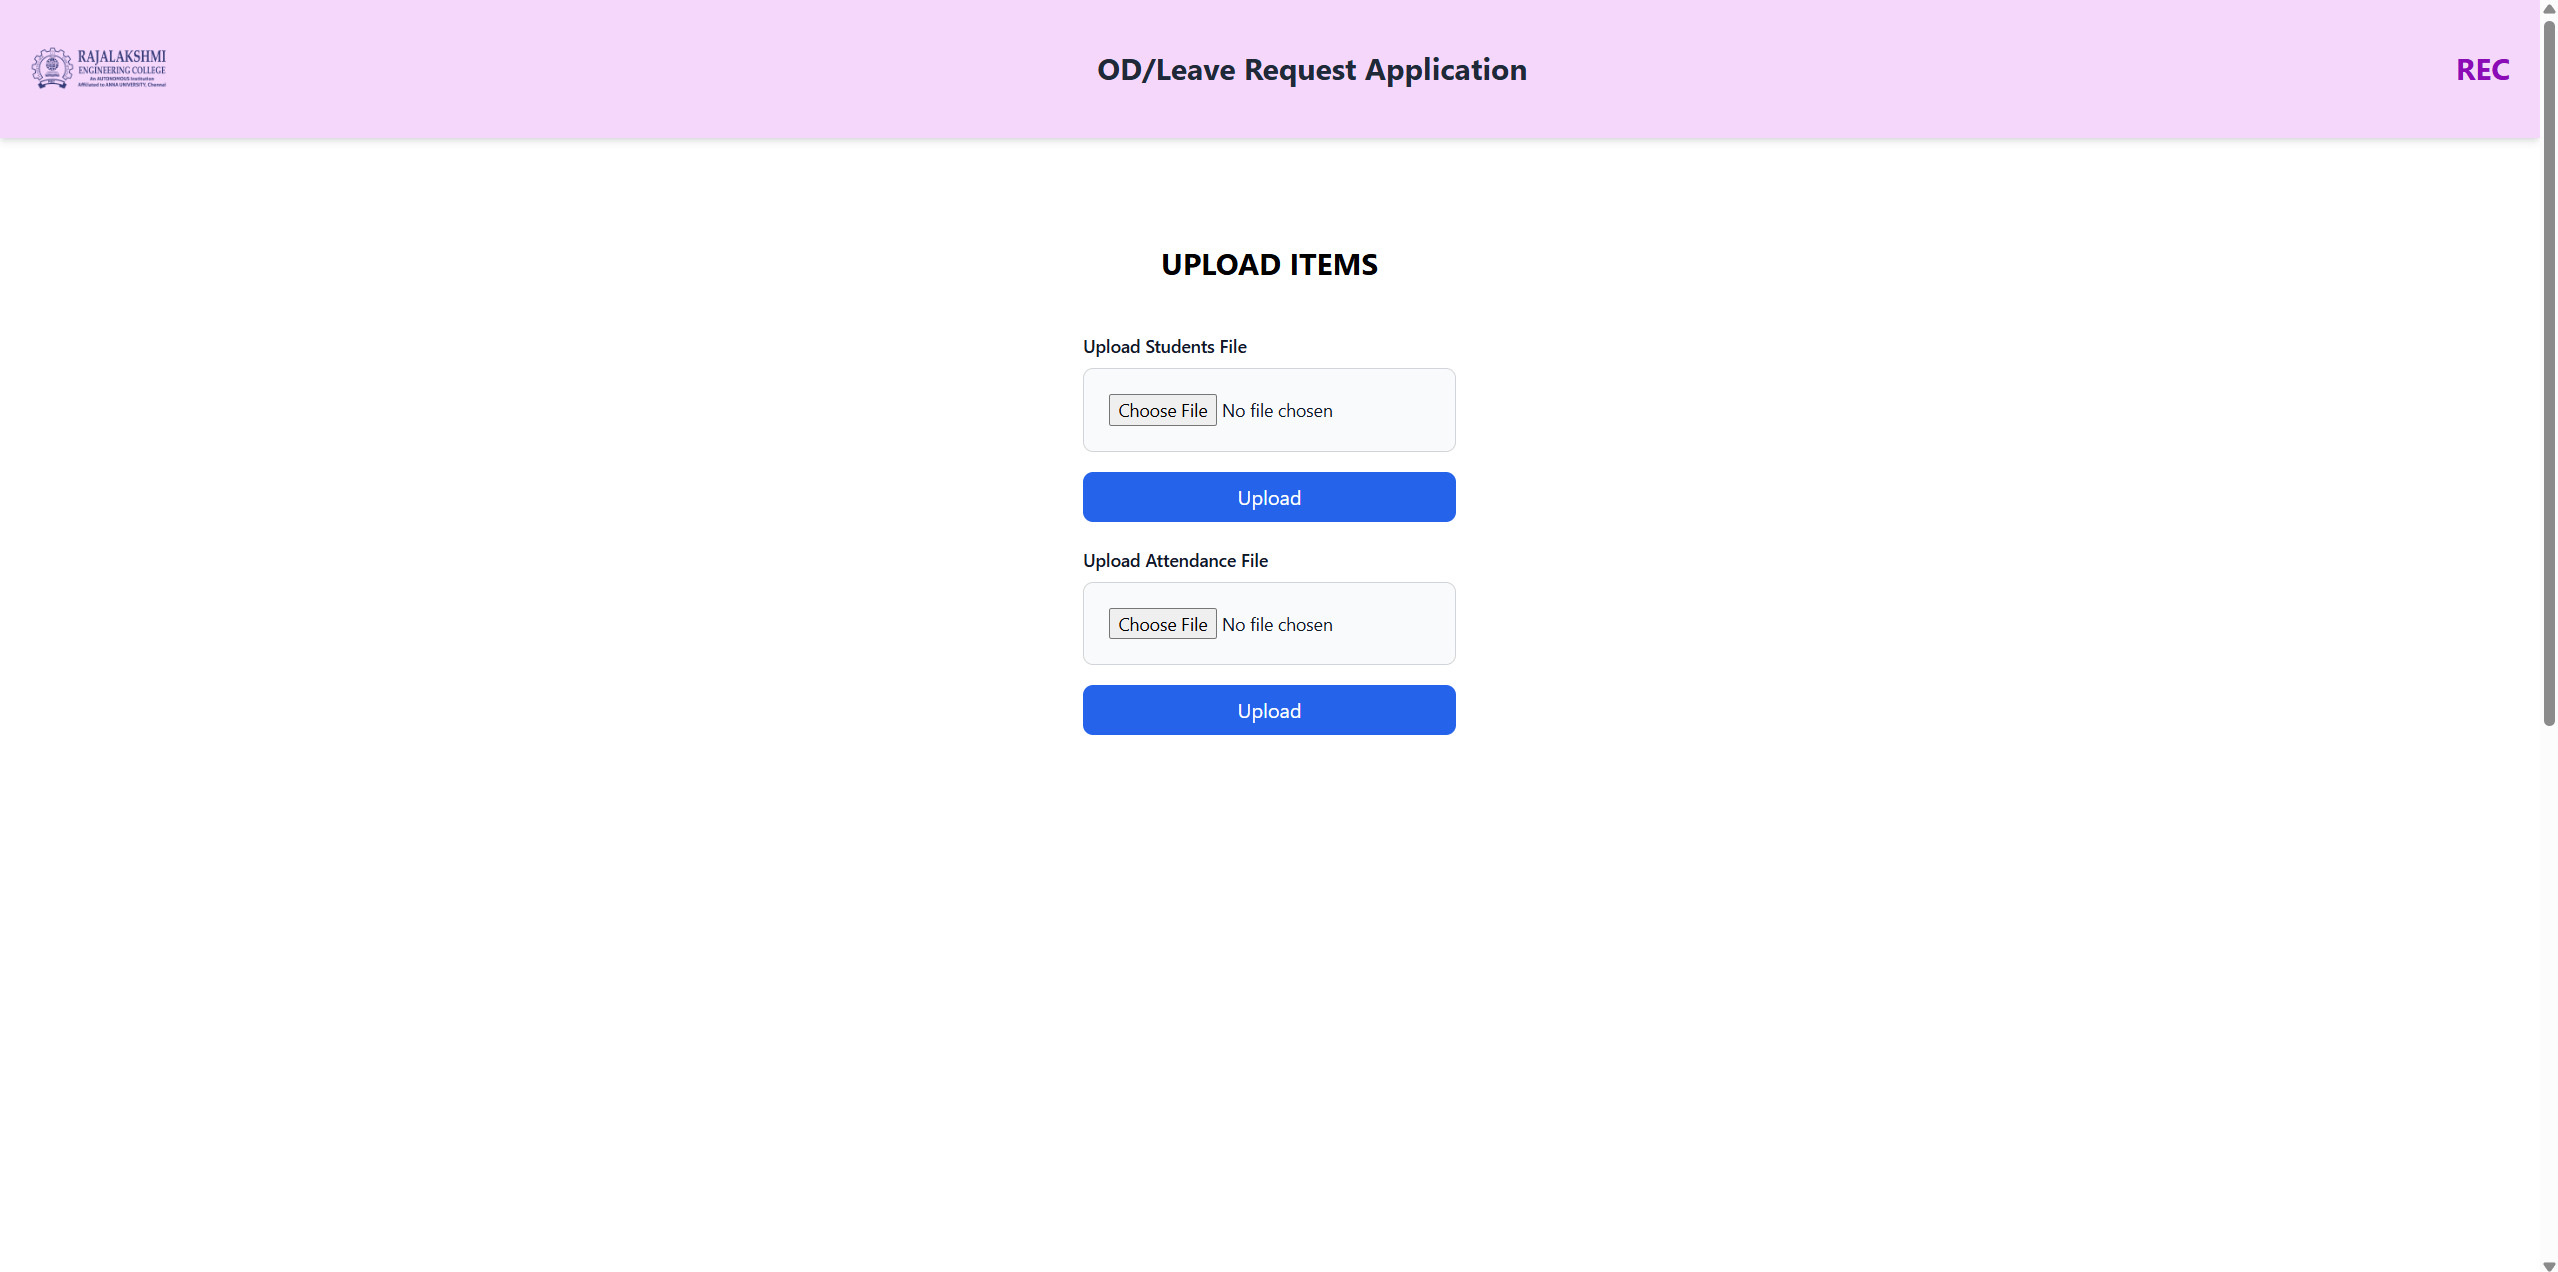 RAJALAKSHMI
ENGINEERING COLLEGE
An AUTONOMOUS Institution
Affiliated to ANNA UNIVERSITY, Chennai
OD/Leave Request Application
REC
UPLOAD ITEMS
Upload Students File
Choose File No file chosen
Upload
Upload Attendance File
Choose File No file chosen
Upload